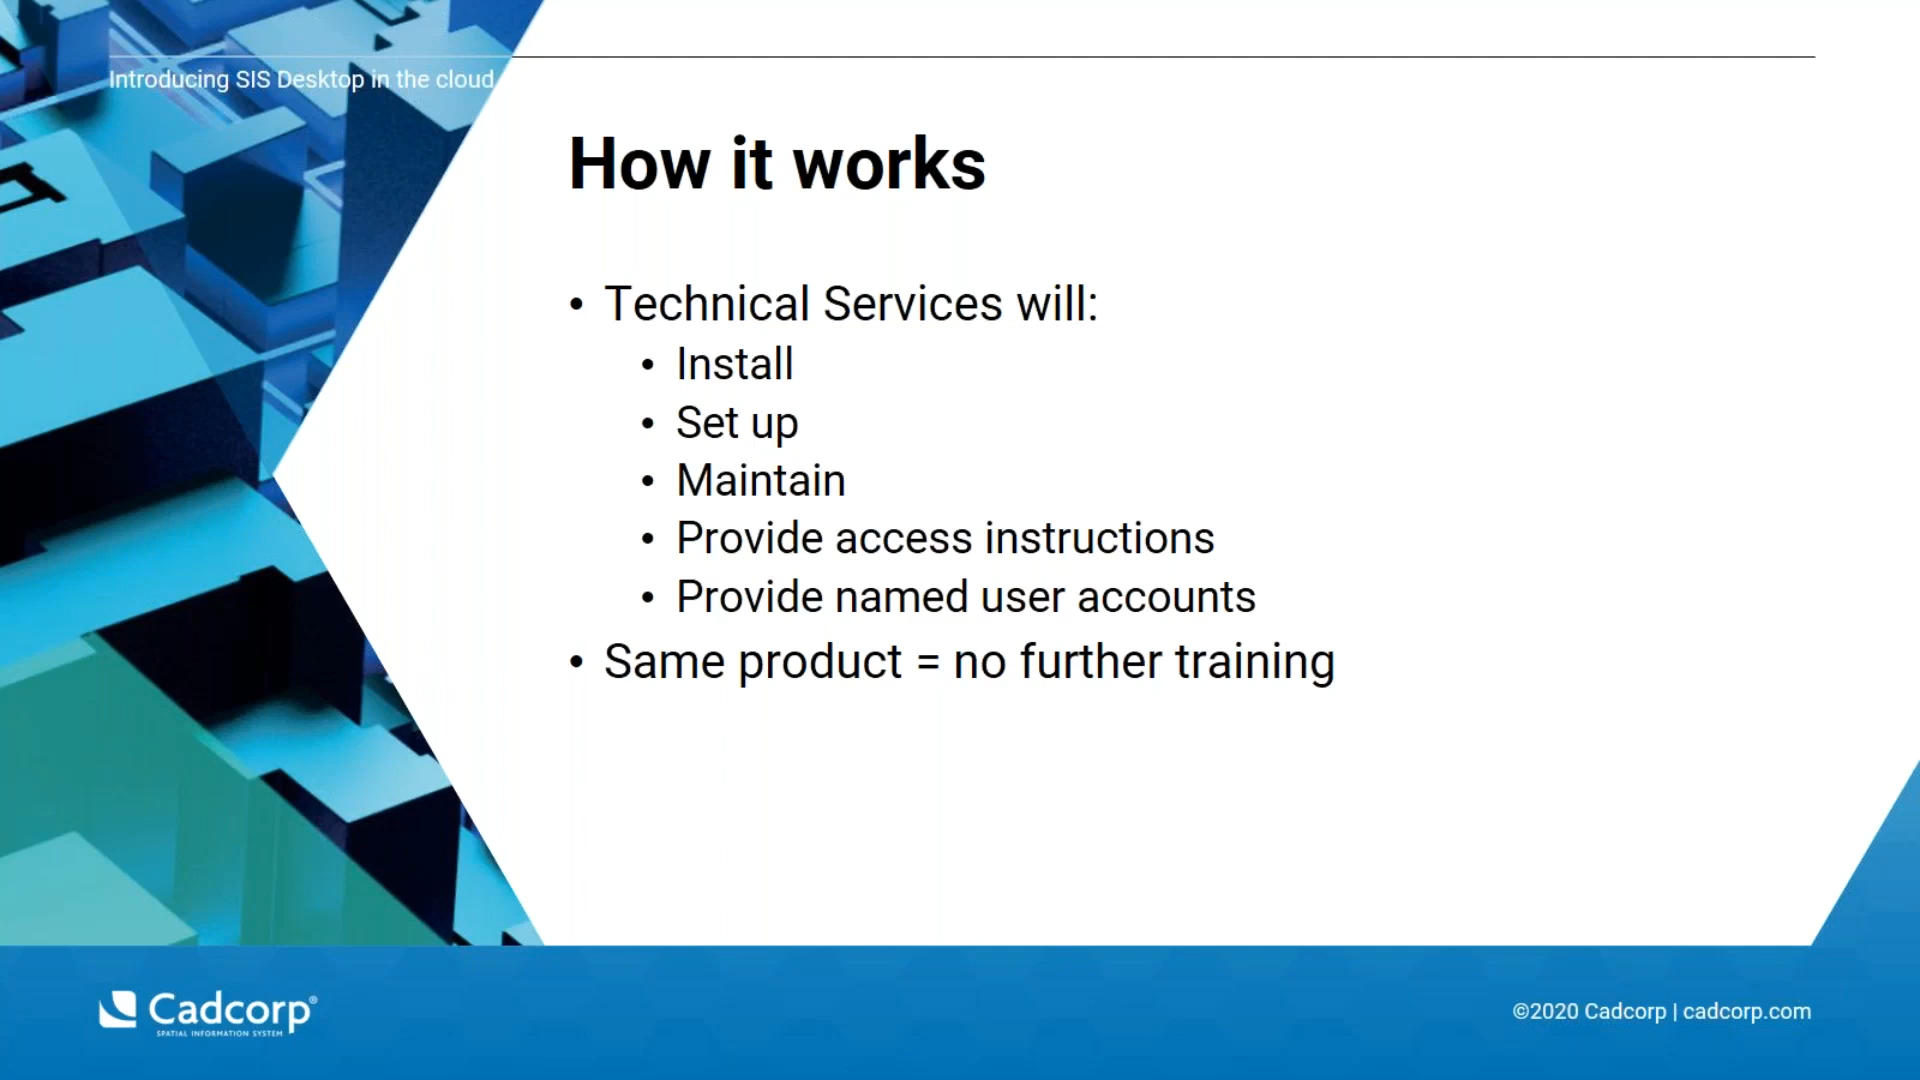 Introducing SIS Desktop in the cloud
How it works
• Technical Services will:
• Install
• Set up
• Maintain
• Provide access instructions
• Provide named user accounts
• Same product = no further training
Cadcorp®
SPATIAL INFORMATION SYSTEM
©2020 Cadcorp | cadcorp.com